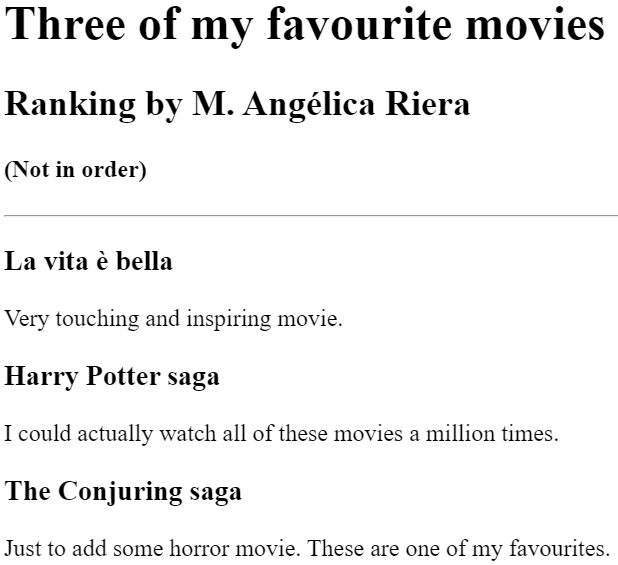 Three of my favourite movies
Ranking by M. Angélica Riera
(Not in order)
La vita è bella
Very touching and inspiring movie.
Harry Potter saga
I could actually watch all of these movies a million times.
The Conjuring saga
Just to add some horror movie. These are one of my favourites.